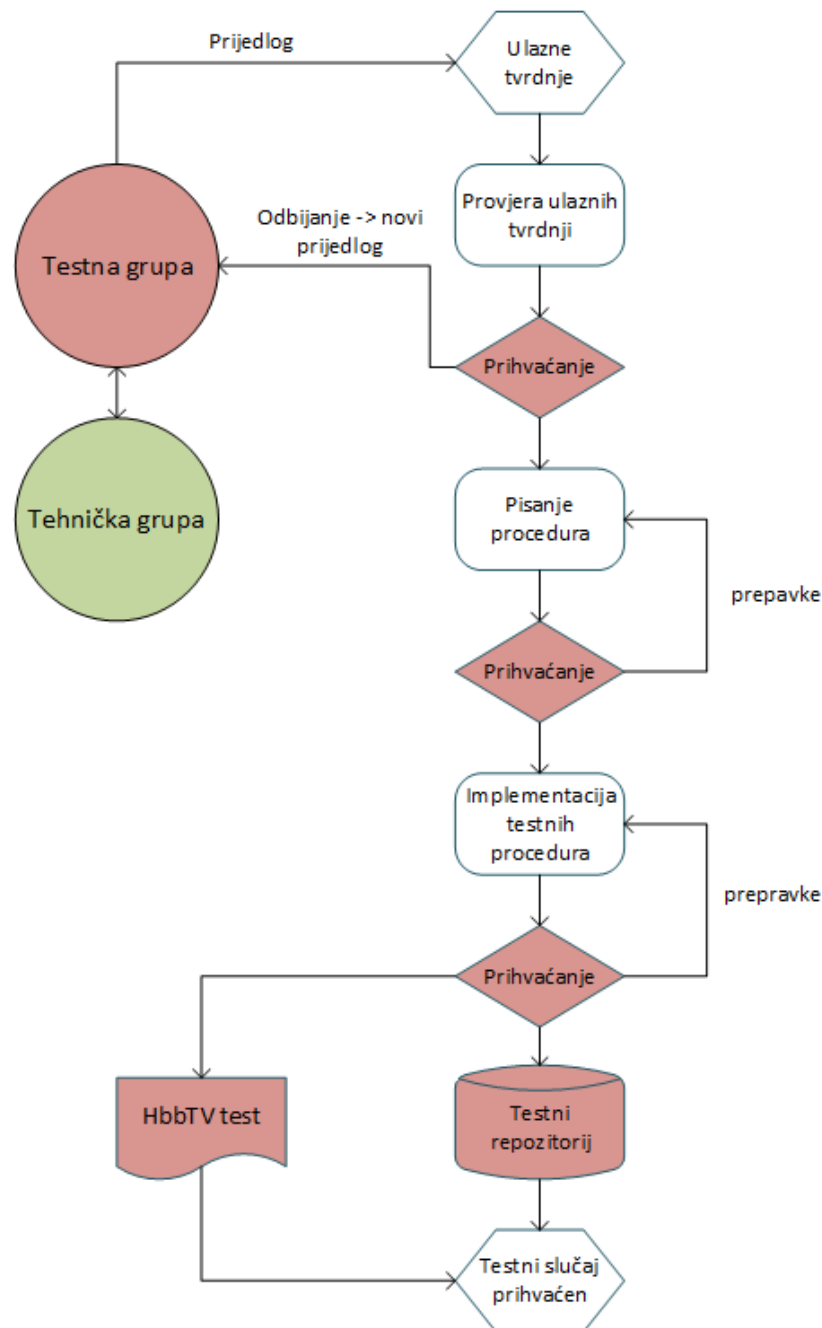 Prijedlog
Ulazne
tvrdnje
Provjera ulaznih
tvrdnji
Odbijanje -> novi
prijedlog
Testna grupa
Prihvaćanje
Tehnička grupa
Pisanje
procedura
prepavke
Prihvaćanje
Implementacija
testnih
procedura
prepravke
Prihvaćanje
HbbTV test
Testni
repozitorij
Testni slučaj
prihvaćen